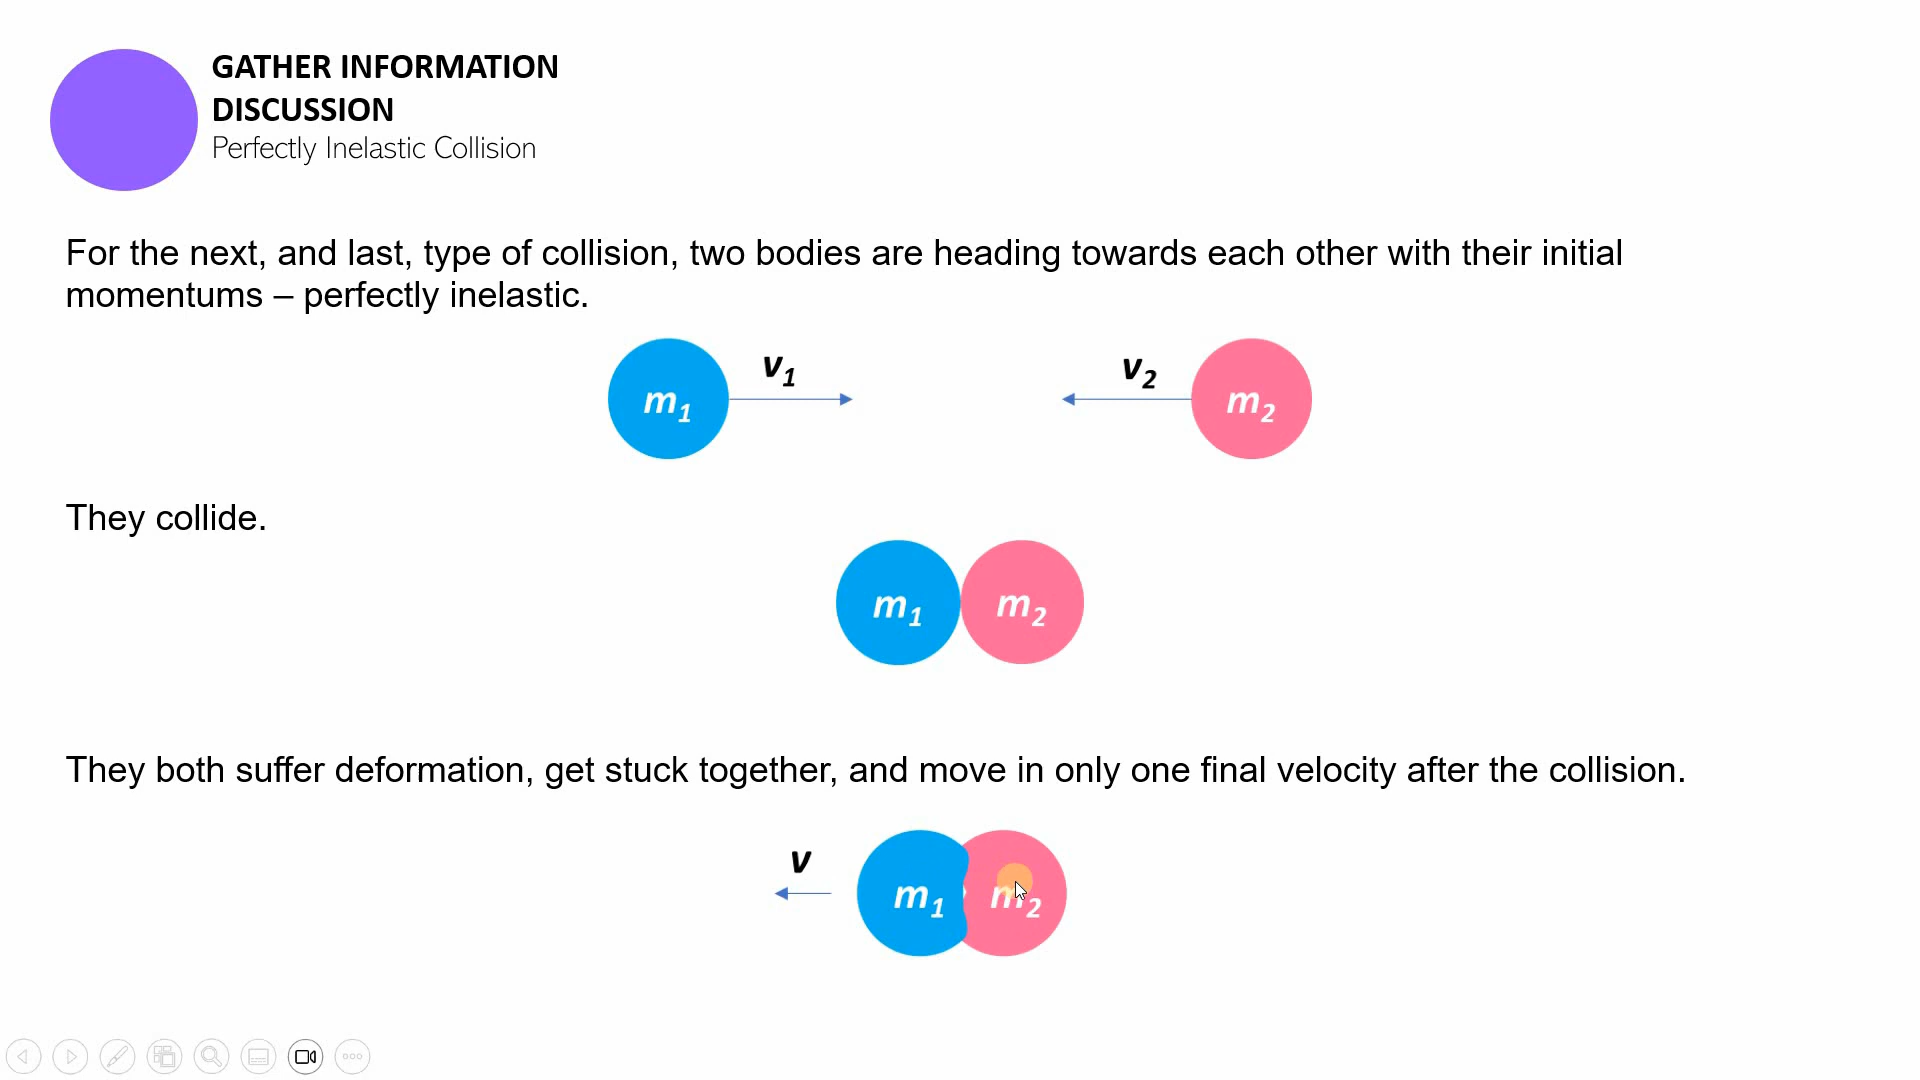 GATHER INFORMATION
DISCUSSION
Perfectly Inelastic Collision
For the next, and last, type of collision, two bodies are heading towards each other with their initial
momentums – perfectly inelastic.
m1 v1 v2 m2
They collide.
m1 m2
They both suffer deformation, get stuck together, and move in only one final velocity after the collision.
v m1 m2